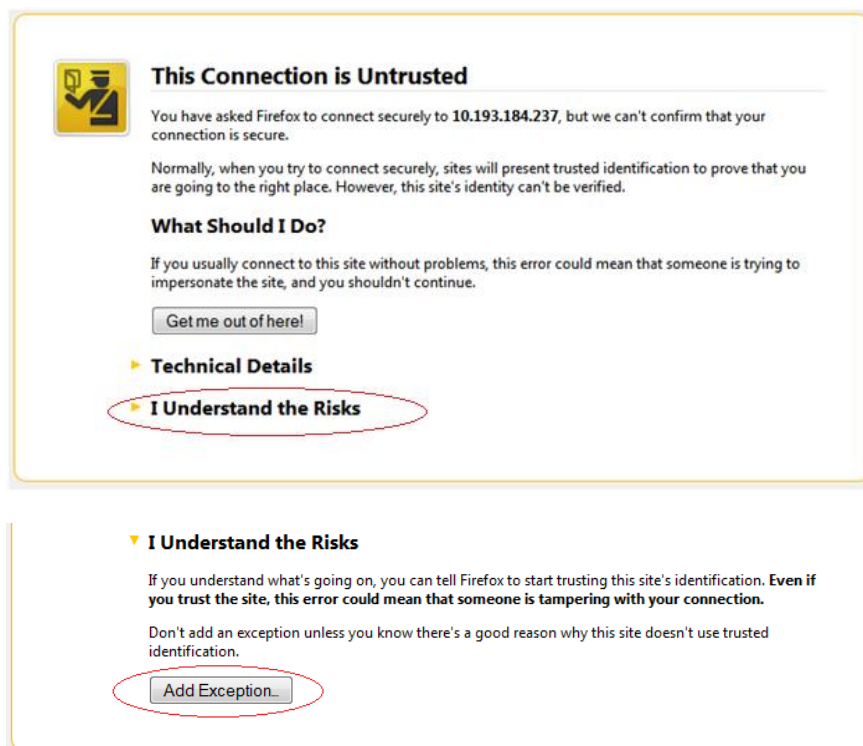 This Connection is Untrusted
You have asked Firefox to connect securely to 10.193.184.237, but we can't confirm that your
connection is secure.
Normally, when you try to connect securely, sites will present trusted identification to prove that you
are going to the right place. However, this site's identity can't be verified.
What Should I Do?
If you usually connect to this site without problems, this error could mean that someone is trying to
impersonate the site, and you shouldn't continue.
Get me out of here!
Technical Details
I Understand the Risks
I Understand the Risks
If you understand what's going on, you can tell Firefox to start trusting this site's identification. Even if
you trust the site, this error could mean that someone is tampering with your connection.
Don't add an exception unless you know there's a good reason why this site doesn't use trusted
identification.
Add Exception...